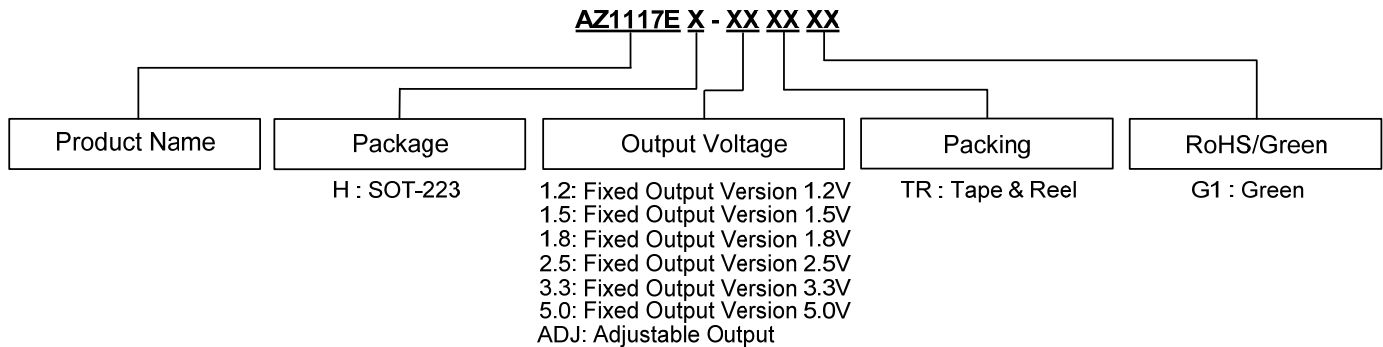 AZ1117E X - XX XX XX
Product Name
Package
Output Voltage
Packing
RoHS/Green
H : SOT-223
1.2: Fixed Output Version 1.2V
1.5: Fixed Output Version 1.5V
1.8: Fixed Output Version 1.8V
2.5: Fixed Output Version 2.5V
3.3: Fixed Output Version 3.3V
5.0: Fixed Output Version 5.0V
ADJ: Adjustable Output
TR : Tape & Reel
G1 : Green